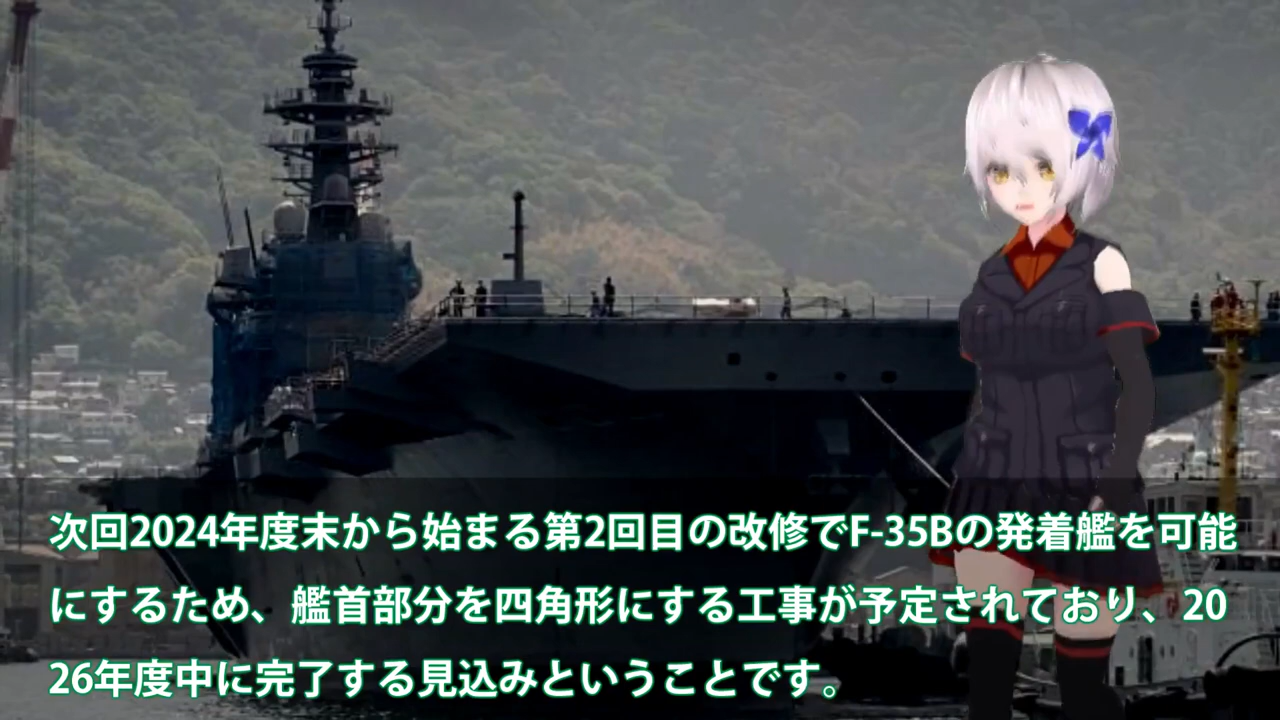 次回2024年度末から始まる第2回目の改修でF-35Bの発着艦を可能
にするため、艦首部分を四角形にする工事が予定されており、20
26年度中に完了する見込みということです。